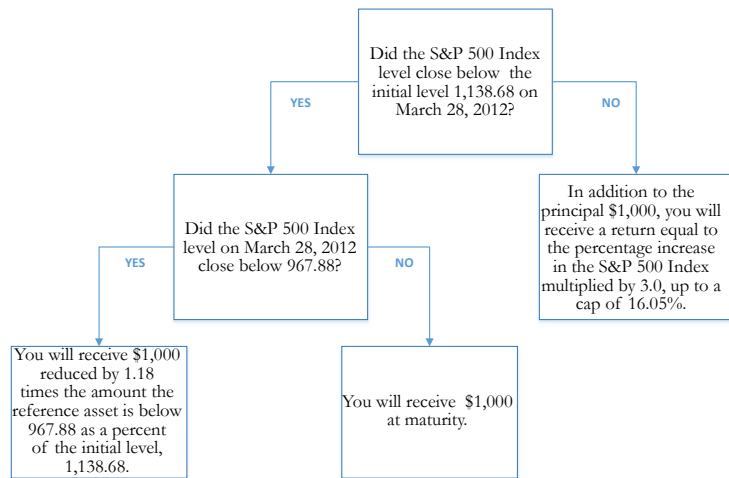 Did the S&P 500 Index
level close below the
initial level 1,138.68 on
March 28, 2012?
YES
NO
Did the S&P 500 Index
level on March 28, 2012
close below 967.88?
In addition to the
principal $1,000, you will
receive a return equal to
the percentage increase
in the S&P 500 Index
multiplied by 3.0, up to a
cap of 16.05%.
YES
NO
You will receive $1,000
reduced by 1.18
times the amount the
reference asset is below
967.88 as a percent
of the initial level,
1,138.68.
You will receive $1,000
at maturity.